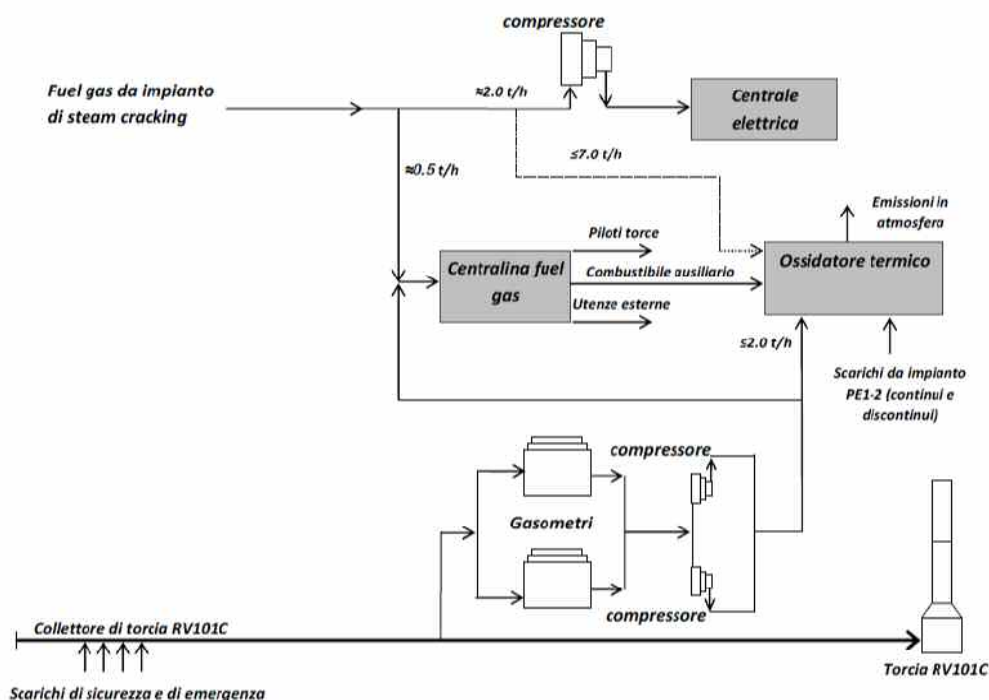 compressore
Fuel gas da impianto
di steam cracking
≈2.0 t/h
Centrale
elettrica
≈0.5 t/h
≤7.0 t/h
Emissioni in
atmosfera
Piloti torce
Centralina fuel
gas
Combustibile ausiliario
Ossidatore termico
Utenze esterne
≤2.0 t/h
Scarichi da impianto
PE1-2 (continui e
discontinui)
compressore
Gasometri
compressore
Collettore di torcia RV101C
Torcia RV101C
Scarichi di sicurezza e di emergenza